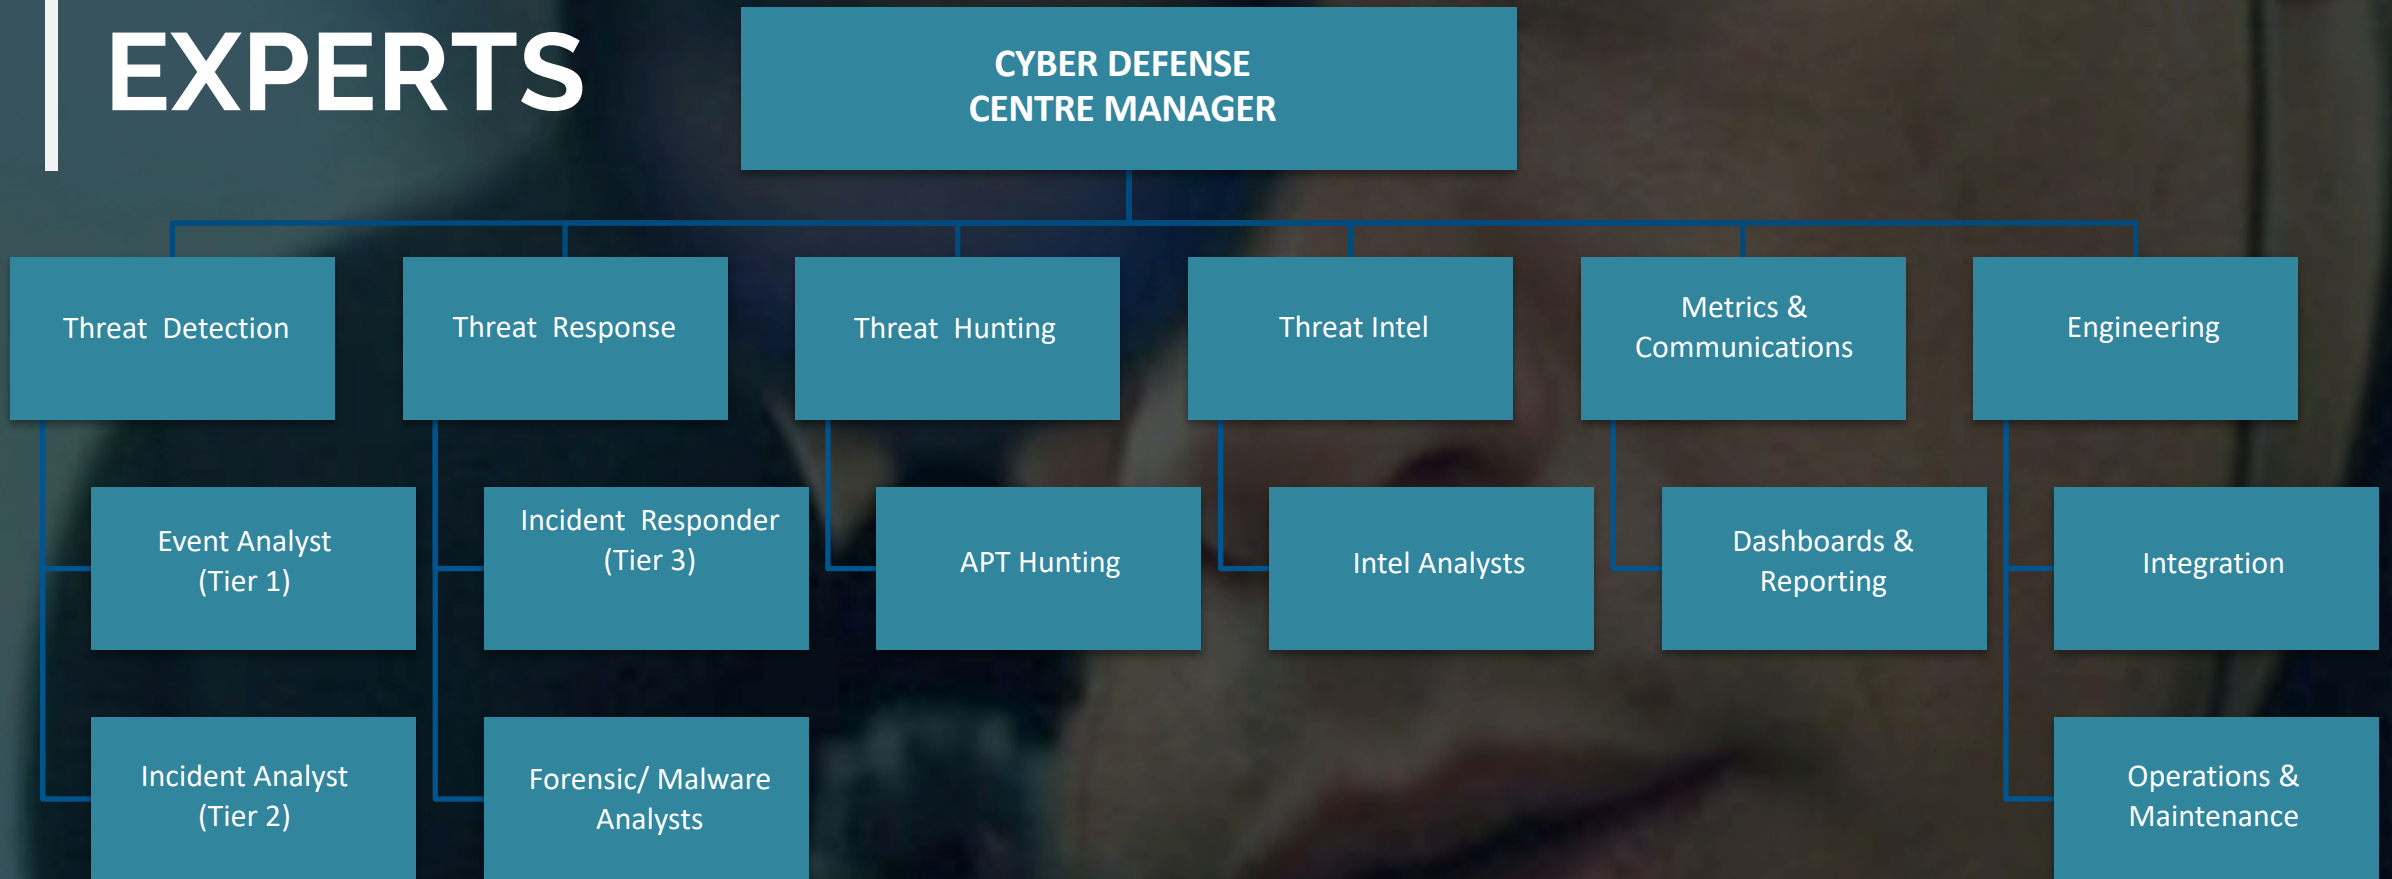 EXPERTS
CYBER DEFENSE
CENTRE MANAGER
Threat Detection
Threat Response
Threat Hunting
Threat Intel
Metrics &
Communications
Engineering
Event Analyst
(Tier 1)
Incident Responder
(Tier 3)
APT Hunting
Intel Analysts
Dashboards &
Reporting
Integration
Incident Analyst
(Tier 2)
Forensic/ Malware
Analysts
Operations &
Maintenance